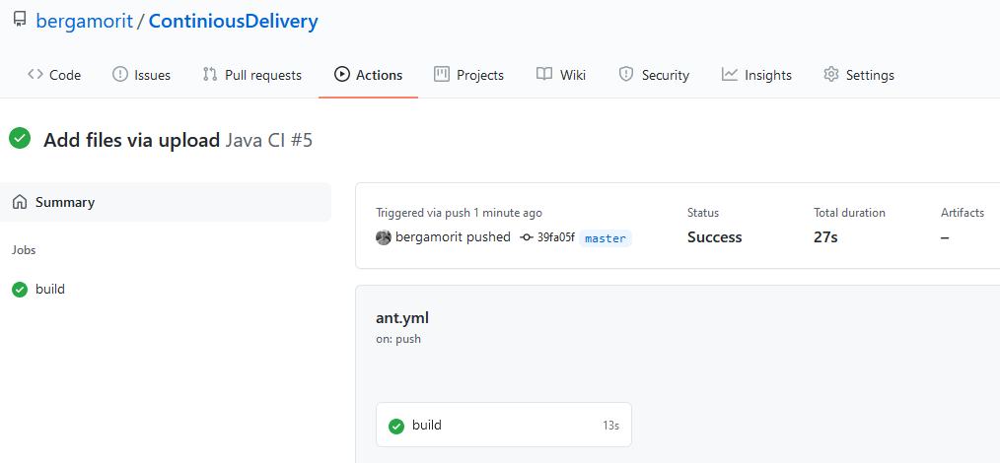 bergamorit / ContiniousDelivery
Code Issues Pull requests Actions Projects Wiki Security Insights Settings
Add files via upload Java CI #5
Summary
Jobs
build
Triggered via push 1 minute ago Status Total duration Artifacts
bergamorit pushed 39fa05f master Success 27s –
ant.yml
on: push
build 13s